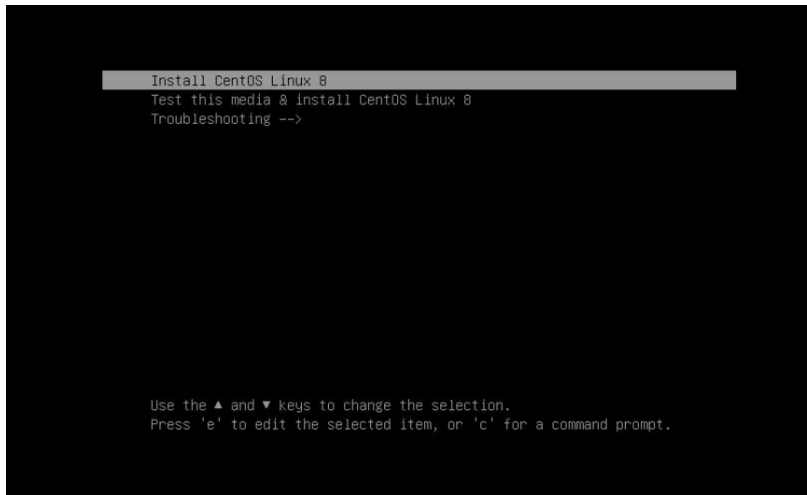 Install CentOS Linux 8
Test this media & install CentOS Linux 8
Troubleshooting -->
Use the ▲ and ▼ keys to change the selection.
Press 'e' to edit the selected item, or 'c' for a command prompt.